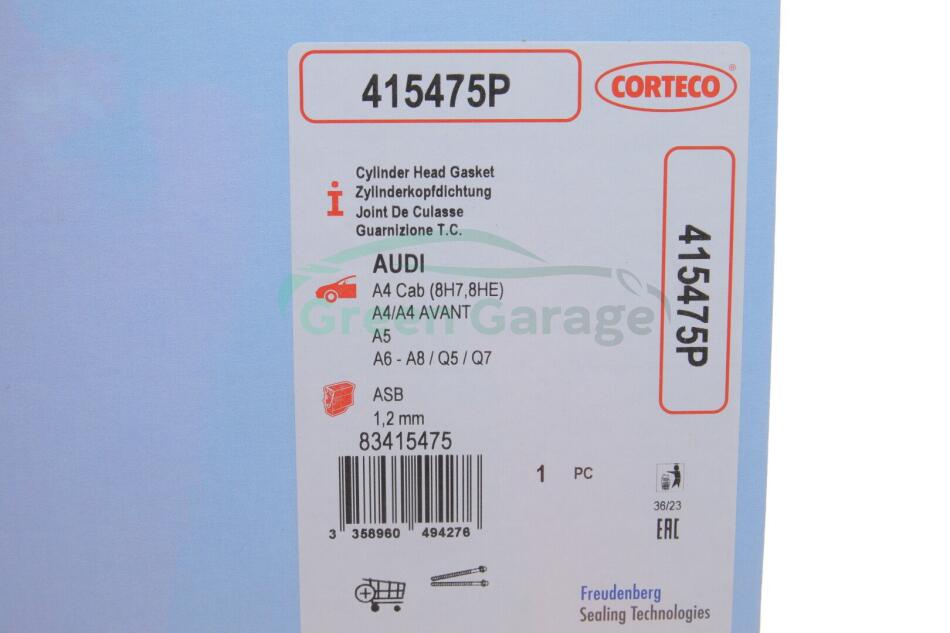 415475P
CORTECO®
Cylinder Head Gasket
Zylinderkopfdichtung
Joint De Culasse
Guarnizione T.C.
415475P
AUDI
A4 Cab (8H7,8HE)
A4/A4 AVANT
A5
A6 - A8 / Q5 / Q7
Green Garage
ASB
1,2 mm
83415475
1 PC
3 358960 494276
36/23
EAC
Freudenberg
Sealing Technologies